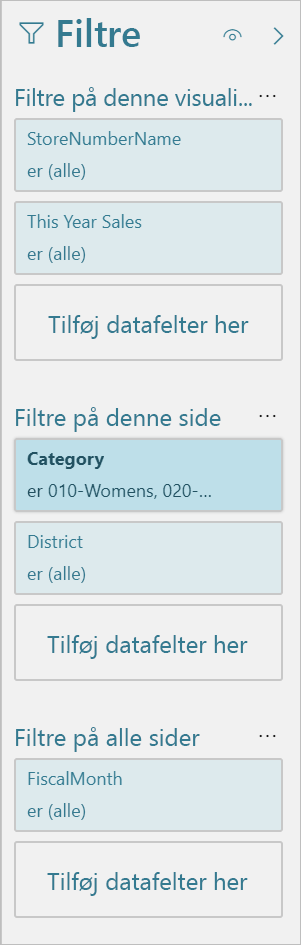 Filtre
Filtre på denne visuali...
StoreNumberName
er (alle)
This Year Sales
er (alle)
Tilføj datafelter her
Filtre på denne side
Category
er 010-Womens, 020-...
District
er (alle)
Tilføj datafelter her
Filtre på alle sider
FiscalMonth
er (alle)
Tilføj datafelter her